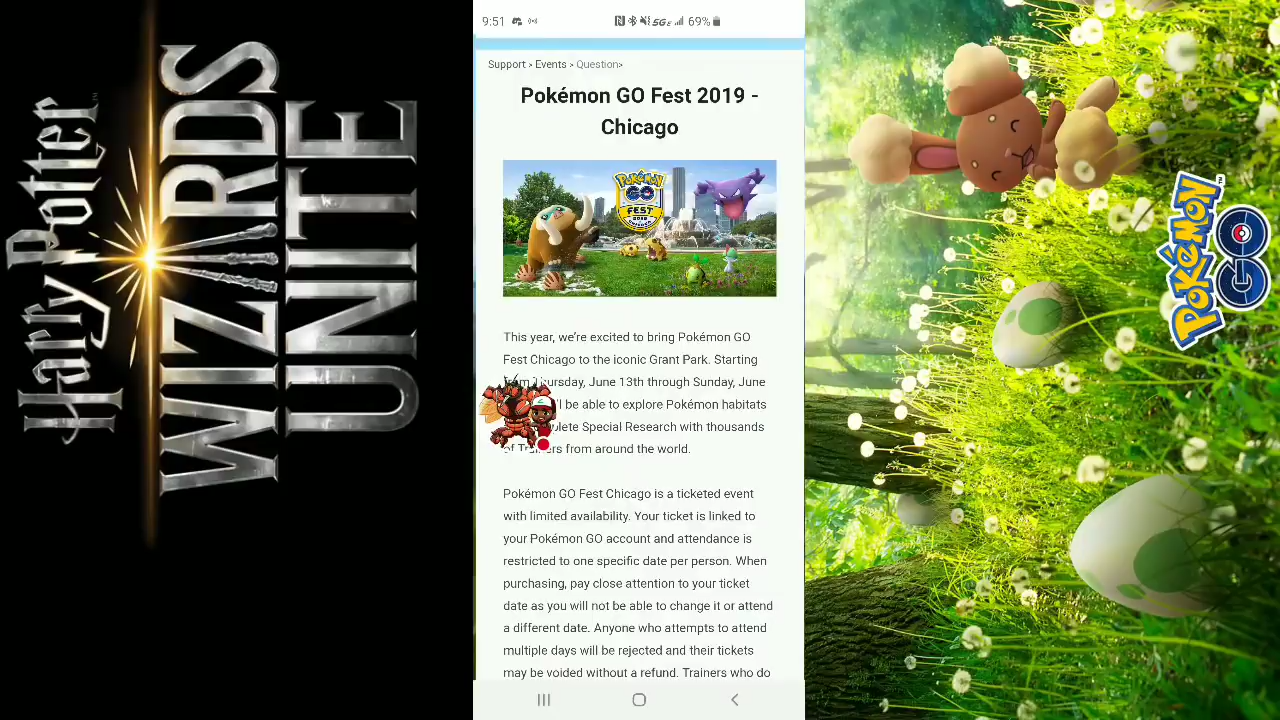 Harry Potter
WIZARDS
UNITE
9:51
5GE
69%
Support > Events > Question>
Pokémon GO Fest 2019 -
Chicago
POKéMON
GO
FEST
2019
This year, we're excited to bring Pokémon GO
Fest Chicago to the iconic Grant Park. Starting
Thursday, June 13th through Sunday, June
be able to explore Pokémon habitats
Special Research with thousands
of from around the world.
Pokémon GO Fest Chicago is a ticketed event
with limited availability. Your ticket is linked to
your Pokémon GO account and attendance is
restricted to one specific date per person. When
purchasing, pay close attention to your ticket
date as you will not be able to change it or attend
a different date. Anyone who attempts to attend
multiple days will be rejected and their tickets
may be voided without a refund. Trainers who do
POKéMON
GO